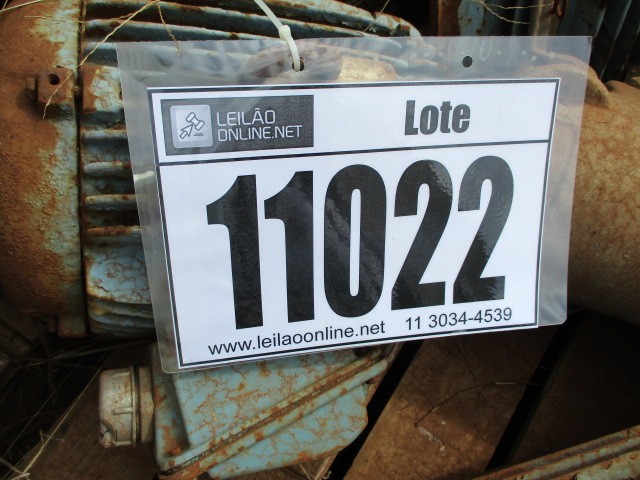 LEILÃO
ONLINE.NET
Lote
11022
www.leilaoonline.net 11 3034-4539